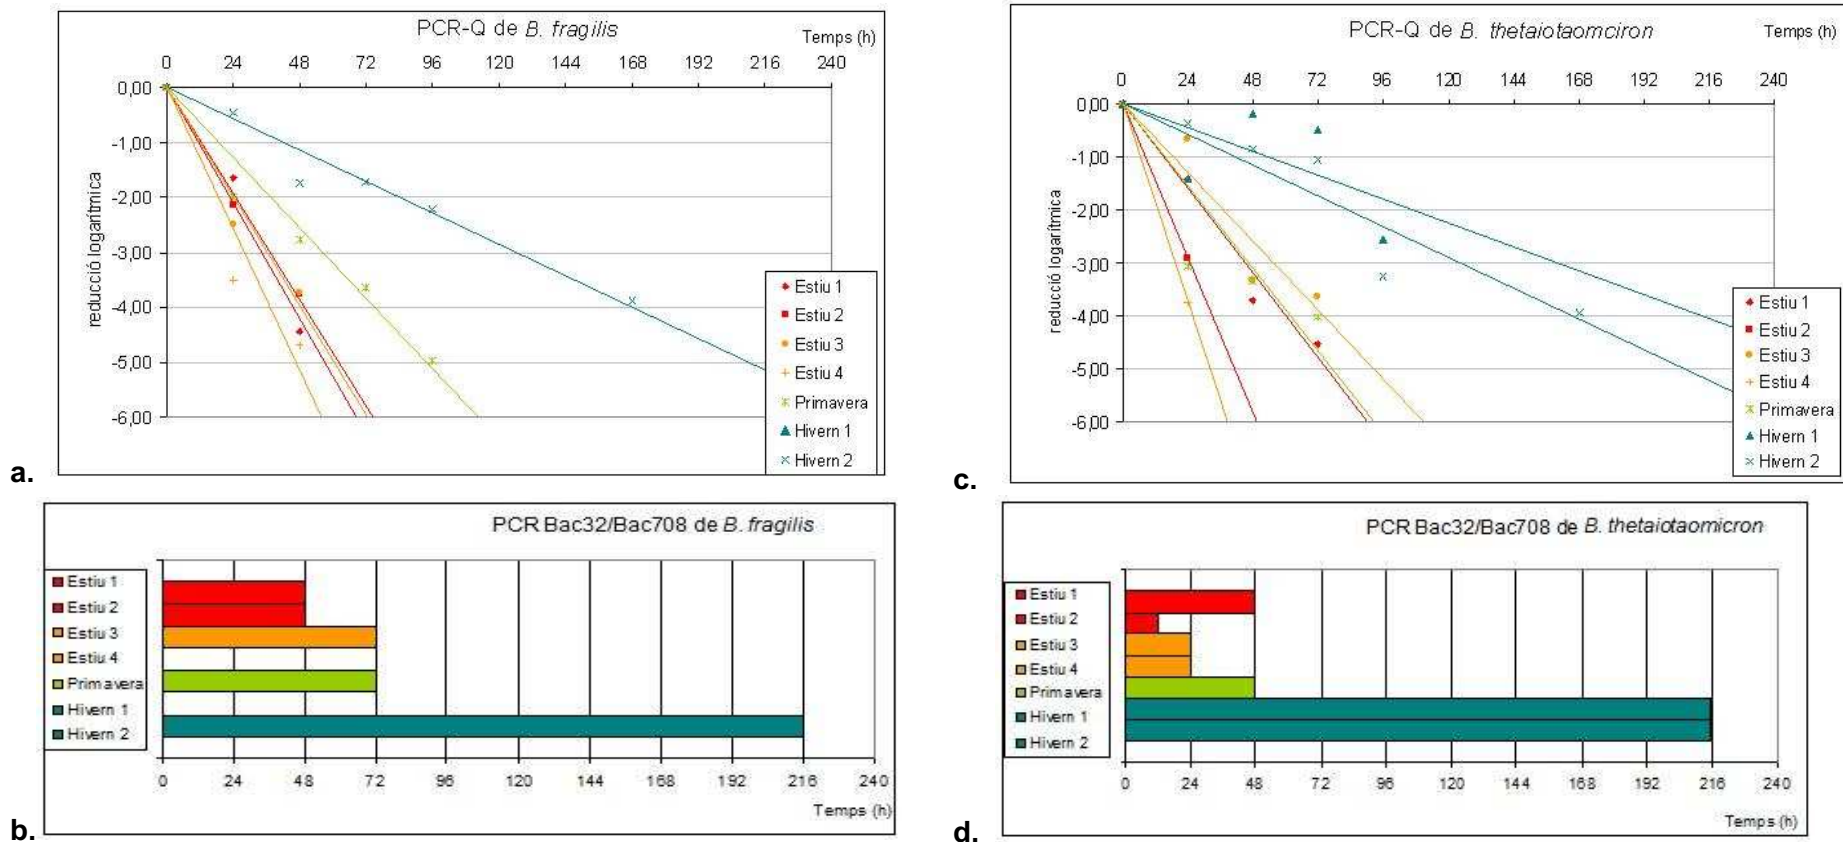 PCR-Q de B. fragilis
Temps (h)
0 24 48 72 96 120 144 168 192 216 240
0,00
-1,00
-2,00
-3,00
-4,00
-5,00
-6,00
reducció logarítmica
Estiu 1
Estiu 2
Estiu 3
Estiu 4
Primavera
Hivern 1
Hivern 2
a.
PCR Bac32/Bac708 de B. fragilis
Estiu 1
Estiu 2
Estiu 3
Estiu 4
Primavera
Hivern 1
Hivern 2
0 24 48 72 96 120 144 168 192 216 240
Temps (h)
b.
PCR-Q de B. thetaiotaomciron
Temps (h)
0 24 48 72 96 120 144 168 192 216 240
0,00
-1,00
-2,00
-3,00
-4,00
-5,00
-6,00
reducció logarítmica
Estiu 1
Estiu 2
Estiu 3
Estiu 4
Primavera
Hivern 1
Hivern 2
c.
PCR Bac32/Bac708 de B. thetaiotaomicron
Estiu 1
Estiu 2
Estiu 3
Estiu 4
Primavera
Hivern 1
Hivern 2
0 24 48 72 96 120 144 168 192 216 240
Temps (h)
d.